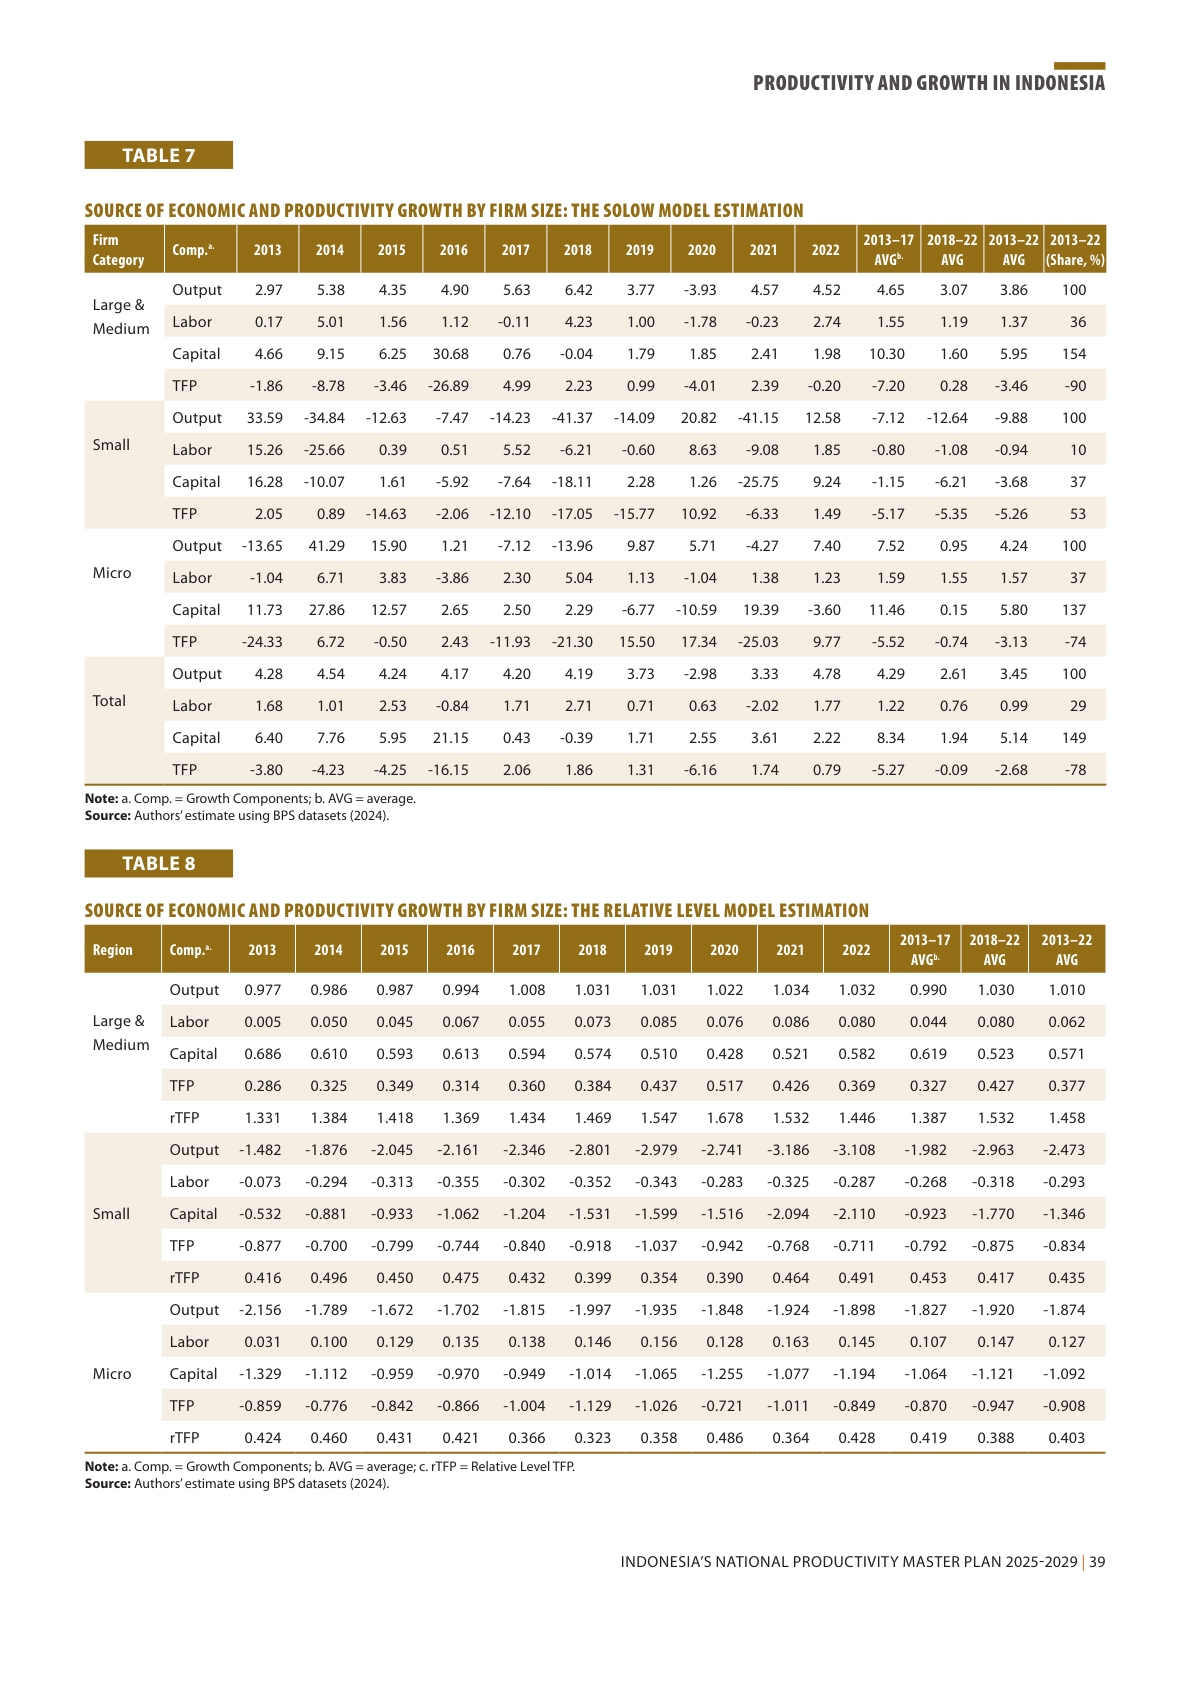 PRODUCTIVITY AND GROWTH IN INDONESIA
TABLE 7
SOURCE OF ECONOMIC AND PRODUCTIVITY GROWTH BY FIRM SIZE: THE SOLOW MODEL ESTIMATION
Firm Category Comp.a. 2013 2014 2015 2016 2017 2018 2019 2020 2021 2022 2013–17 AVGb. 2018–22 AVG 2013–22 AVG 2013–22 (Share, %)
Large & Medium
Output 2.97 5.38 4.35 4.90 5.63 6.42 3.77 -3.93 4.57 4.52 4.65 3.07 3.86 100
Labor 0.17 5.01 1.56 1.12 -0.11 4.23 1.00 -1.78 -0.23 2.74 1.55 1.19 1.37 36
Capital 4.66 9.15 6.25 30.68 0.76 -0.04 1.79 1.85 2.41 1.98 10.30 1.60 5.95 154
TFP -1.86 -8.78 -3.46 -26.89 4.99 2.23 0.99 -4.01 2.39 -0.20 -7.20 0.28 -3.46 -90
Small
Output 33.59 -34.84 -12.63 -7.47 -14.23 -41.37 -14.09 20.82 -41.15 12.58 -7.12 -12.64 -9.88 100
Labor 15.26 -25.66 0.39 0.51 5.52 -6.21 -0.60 8.63 -9.08 1.85 -0.80 -1.08 -0.94 10
Capital 16.28 -10.07 1.61 -5.92 -7.64 -18.11 2.28 1.26 -25.75 9.24 -1.15 -6.21 -3.68 37
TFP 2.05 0.89 -14.63 -2.06 -12.10 -17.05 -15.77 10.92 -6.33 1.49 -5.17 -5.35 -5.26 53
Micro
Output -13.65 41.29 15.90 1.21 -7.12 -13.96 9.87 5.71 -4.27 7.40 7.52 0.95 4.24 100
Labor -1.04 6.71 3.83 -3.86 2.30 5.04 1.13 -1.04 1.38 1.23 1.59 1.55 1.57 37
Capital 11.73 27.86 12.57 2.65 2.50 2.29 -6.77 -10.59 19.39 -3.60 11.46 0.15 5.80 137
TFP -24.33 6.72 -0.50 2.43 -11.93 -21.30 15.50 17.34 -25.03 9.77 -5.52 -0.74 -3.13 -74
Total
Output 4.28 4.54 4.24 4.17 4.20 4.19 3.73 -2.98 3.33 4.78 4.29 2.61 3.45 100
Labor 1.68 1.01 2.53 -0.84 1.71 2.71 0.71 0.63 -2.02 1.77 1.22 0.76 0.99 29
Capital 6.40 7.76 5.95 21.15 0.43 -0.39 1.71 2.55 3.61 2.22 8.34 1.94 5.14 149
TFP -3.80 -4.23 -4.25 -16.15 2.06 1.86 1.31 -6.16 1.74 0.79 -5.27 -0.09 -2.68 -78
Note: a. Comp. = Growth Components; b. AVG = average.
Source: Authors’ estimate using BPS datasets (2024).
TABLE 8
SOURCE OF ECONOMIC AND PRODUCTIVITY GROWTH BY FIRM SIZE: THE RELATIVE LEVEL MODEL ESTIMATION
Region Comp.a. 2013 2014 2015 2016 2017 2018 2019 2020 2021 2022 2013–17 AVGb. 2018–22 AVG 2013–22 AVG
Large & Medium
Output 0.977 0.986 0.987 0.994 1.008 1.031 1.031 1.022 1.034 1.032 0.990 1.030 1.010
Labor 0.005 0.050 0.045 0.067 0.055 0.073 0.085 0.076 0.086 0.080 0.044 0.080 0.062
Capital 0.686 0.610 0.593 0.613 0.594 0.574 0.510 0.428 0.521 0.582 0.619 0.523 0.571
TFP 0.286 0.325 0.349 0.314 0.360 0.384 0.437 0.517 0.426 0.369 0.327 0.427 0.377
rTFP 1.331 1.384 1.418 1.369 1.434 1.469 1.547 1.678 1.532 1.446 1.387 1.532 1.458
Small
Output -1.482 -1.876 -2.045 -2.161 -2.346 -2.801 -2.979 -2.741 -3.186 -3.108 -1.982 -2.963 -2.473
Labor -0.073 -0.294 -0.313 -0.355 -0.302 -0.352 -0.343 -0.283 -0.325 -0.287 -0.268 -0.318 -0.293
Capital -0.532 -0.881 -0.933 -1.062 -1.204 -1.531 -1.599 -1.516 -2.094 -2.110 -0.923 -1.770 -1.346
TFP -0.877 -0.700 -0.799 -0.744 -0.840 -0.918 -1.037 -0.942 -0.768 -0.711 -0.792 -0.875 -0.834
rTFP 0.416 0.496 0.450 0.475 0.432 0.399 0.354 0.390 0.464 0.491 0.453 0.417 0.435
Micro
Output -2.156 -1.789 -1.672 -1.702 -1.815 -1.997 -1.935 -1.848 -1.924 -1.898 -1.827 -1.920 -1.874
Labor 0.031 0.100 0.129 0.135 0.138 0.146 0.156 0.128 0.163 0.145 0.107 0.147 0.127
Capital -1.329 -1.112 -0.959 -0.970 -0.949 -1.014 -1.065 -1.255 -1.077 -1.194 -1.064 -1.121 -1.092
TFP -0.859 -0.776 -0.842 -0.866 -1.004 -1.129 -1.026 -0.721 -1.011 -0.849 -0.870 -0.947 -0.908
rTFP 0.424 0.460 0.431 0.421 0.366 0.323 0.358 0.486 0.364 0.428 0.419 0.388 0.403
Note: a. Comp. = Growth Components; b. AVG = average; c. rTFP = Relative Level TFP.
Source: Authors’ estimate using BPS datasets (2024).
INDONESIA’S NATIONAL PRODUCTIVITY MASTER PLAN 2025-2029 | 39